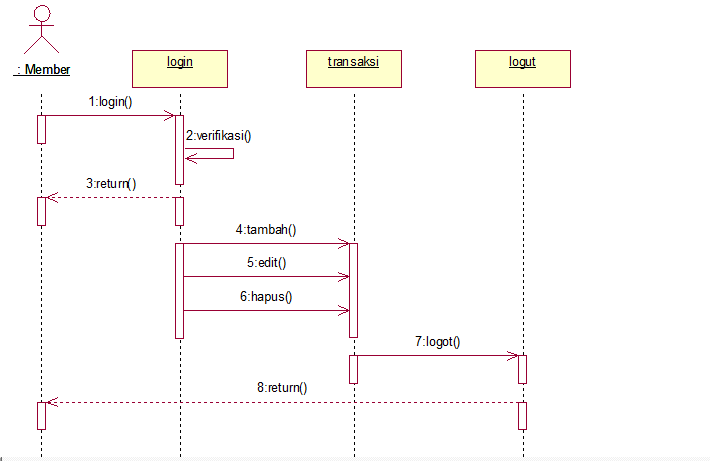 : Member
login
transaksi
logut
1:login()
2:verifikasi()
3:return()
4:tambah()
5:edit()
6:hapus()
7:logot()
8:return()